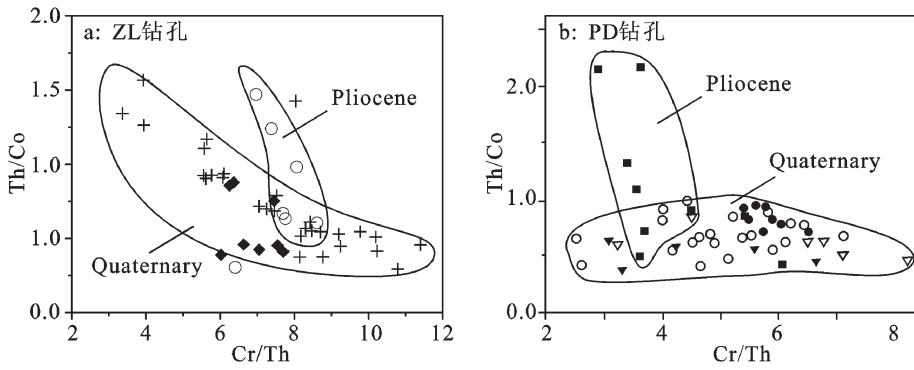 a: ZL钻孔
Pliocene
Quaternary
2.0
1.5
1.0
1.0
0.0
Th/Co
2 4 6 8 10 12
Cr/Th
b: PD钻孔
Pliocene
Quaternary
2.0
1.0
0.0
Th/Co
2 4 6 8
Cr/Th